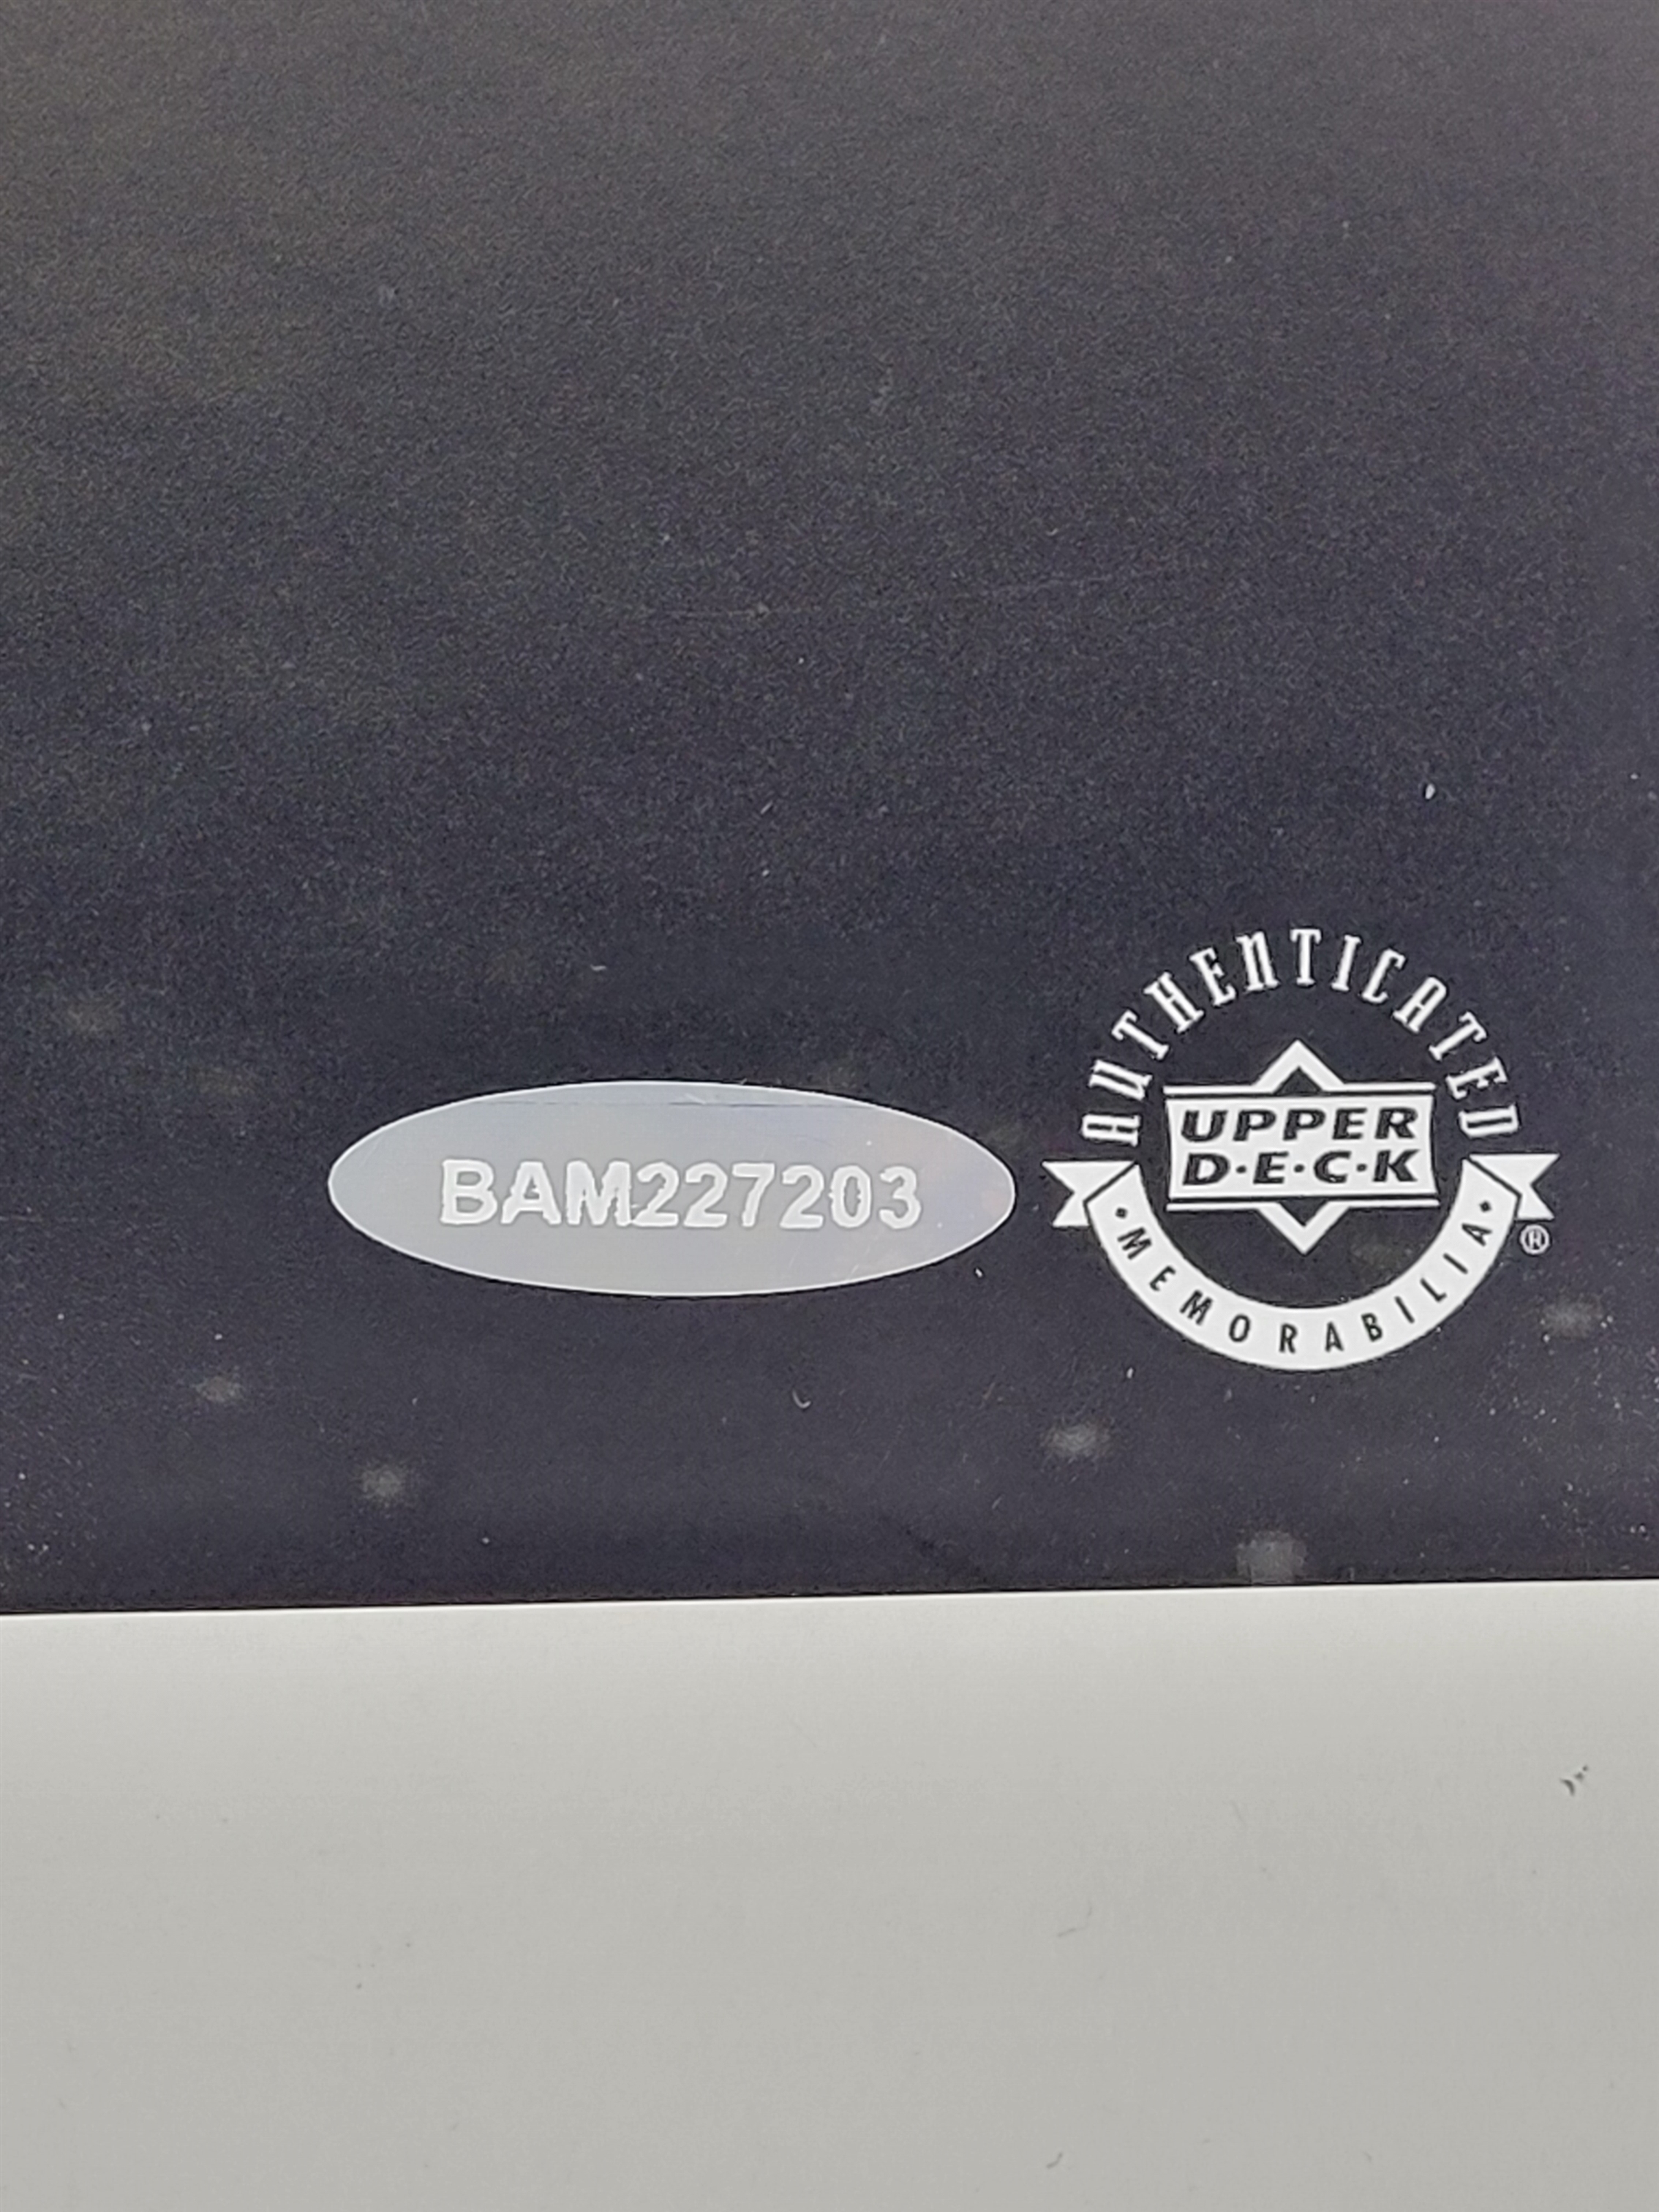 BAM227203
AUTHENTICATED
UPPER
D·E·C·K
·MEMORABILIA·
®